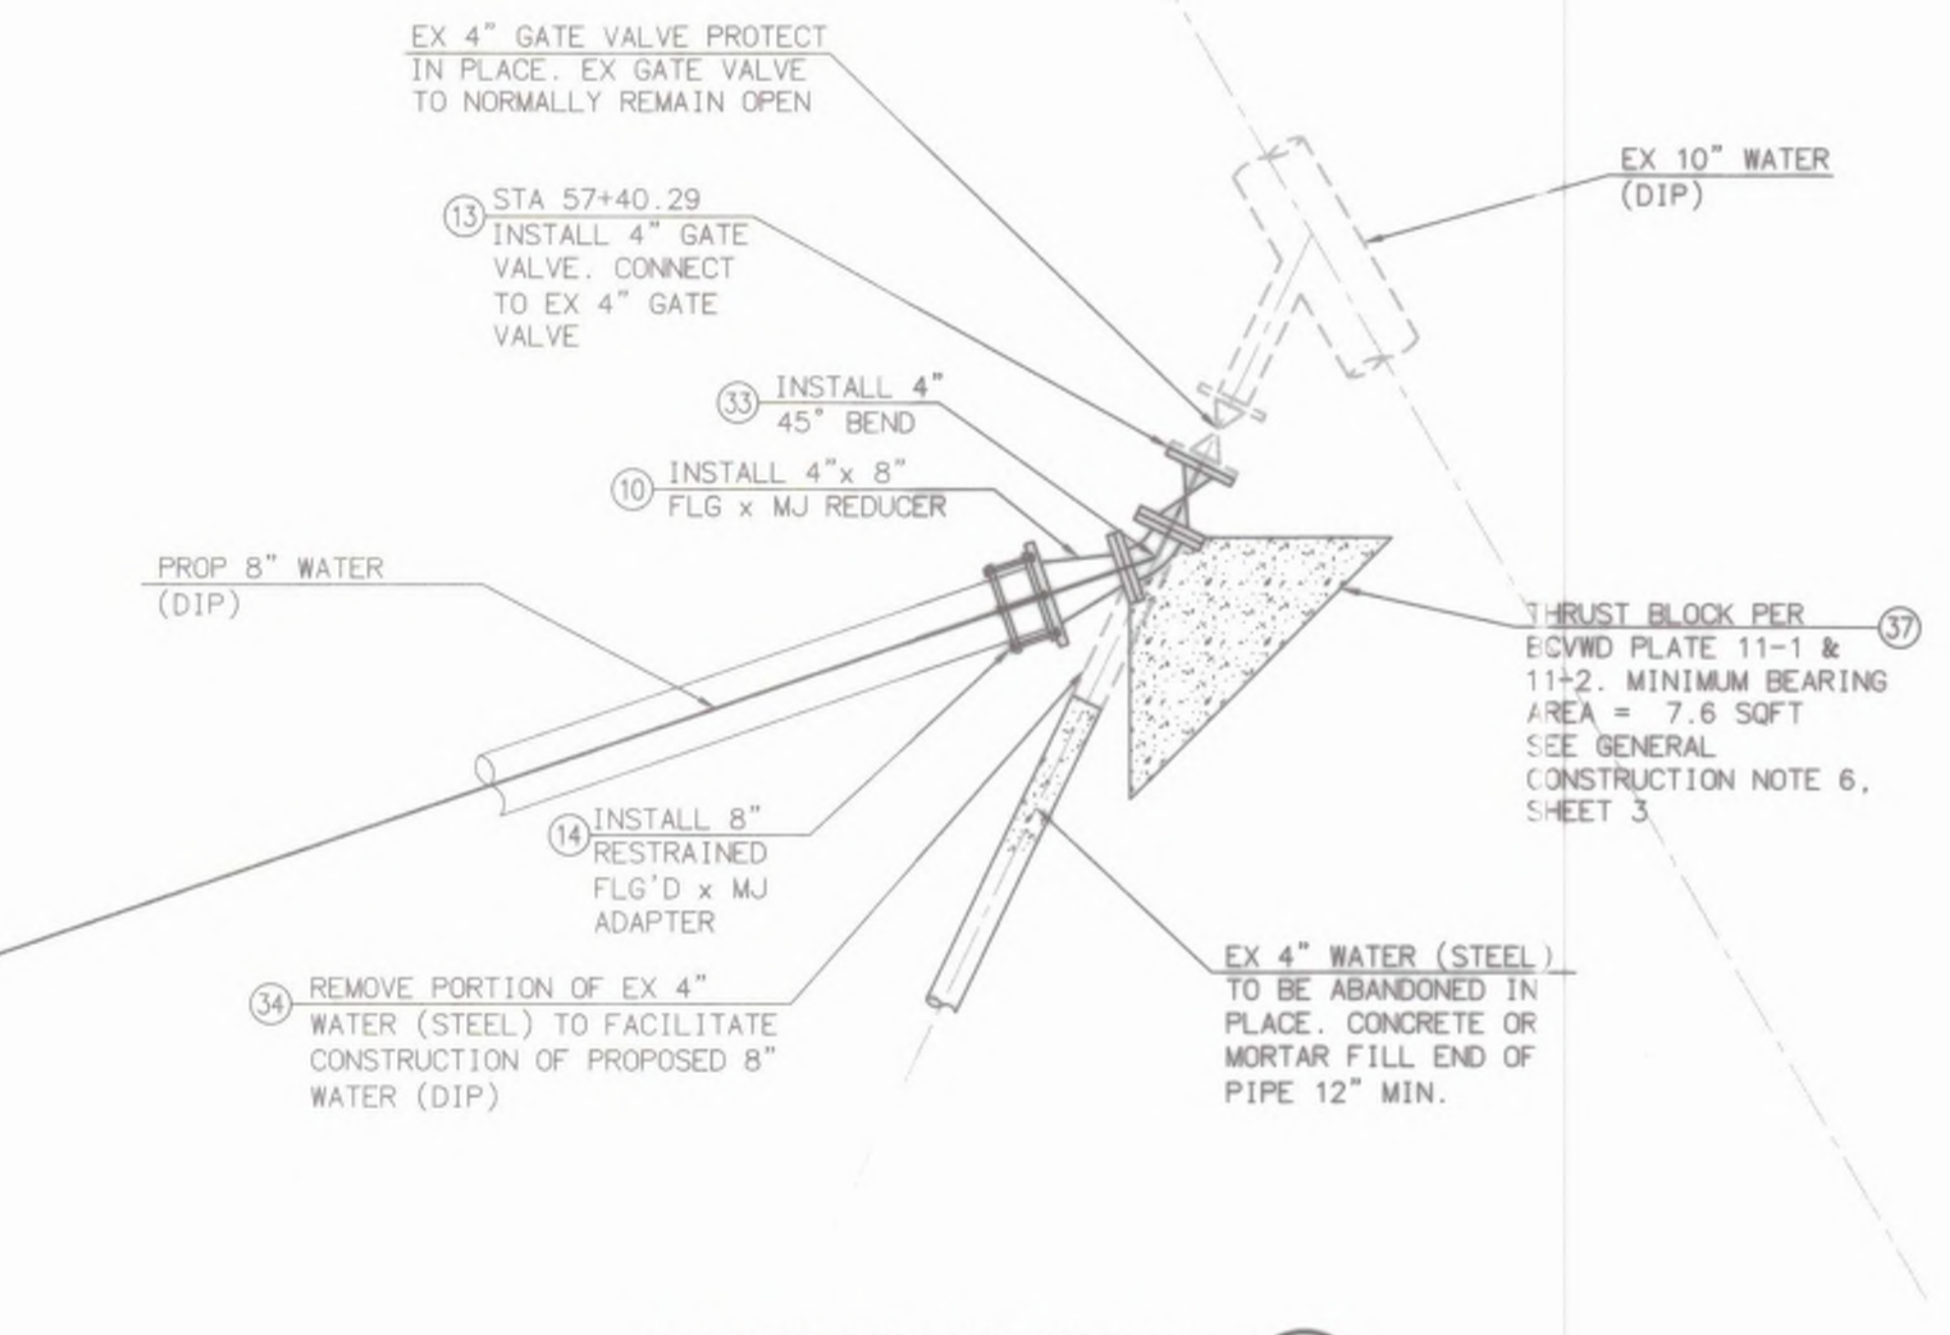 EX 4" GATE VALVE PROTECT
IN PLACE. EX GATE VALVE
TO NORMALLY REMAIN OPEN
EX 10" WATER
(DIP)
13 STA 57+40.29
INSTALL 4" GATE
VALVE. CONNECT
TO EX 4" GATE
VALVE
33 INSTALL 4"
45° BEND
10 INSTALL 4"x 8"
FLG x MJ REDUCER
PROP 8" WATER
(DIP)
THRUST BLOCK PER 37
BCVWD PLATE 11-1 &
11-2. MINIMUM BEARING
AREA = 7.6 SQFT
SEE GENERAL
CONSTRUCTION NOTE 6,
SHEET 3
14 INSTALL 8"
RESTRAINED
FLG'D x MJ
ADAPTER
34 REMOVE PORTION OF EX 4"
WATER (STEEL) TO FACILITATE
CONSTRUCTION OF PROPOSED 8"
WATER (DIP)
EX 4" WATER (STEEL)
TO BE ABANDONED IN
PLACE. CONCRETE OR
MORTAR FILL END OF
PIPE 12" MIN.